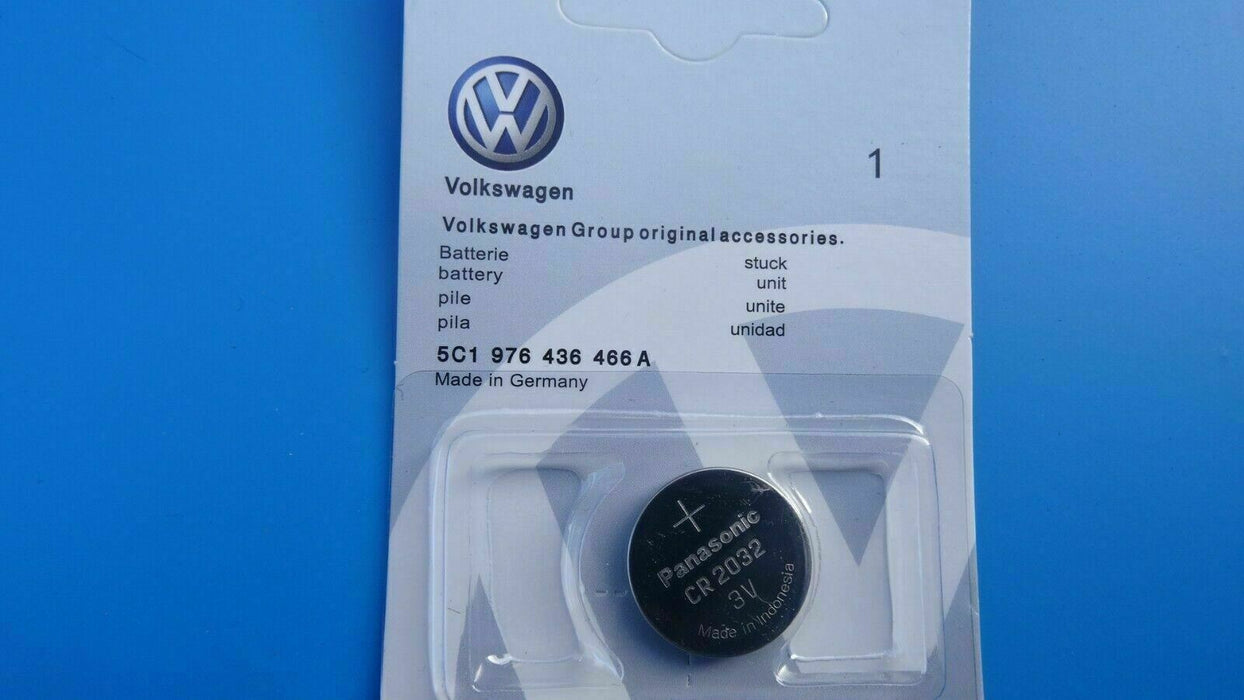 1
Volkswagen
Volkswagen Group original accessories.
Batterie stuck
battery unit
pile unite
pila unidad
5C1 976 436 466 A
Made in Germany
+
Panasonic
CR 2032
3V
Made in Indonesia